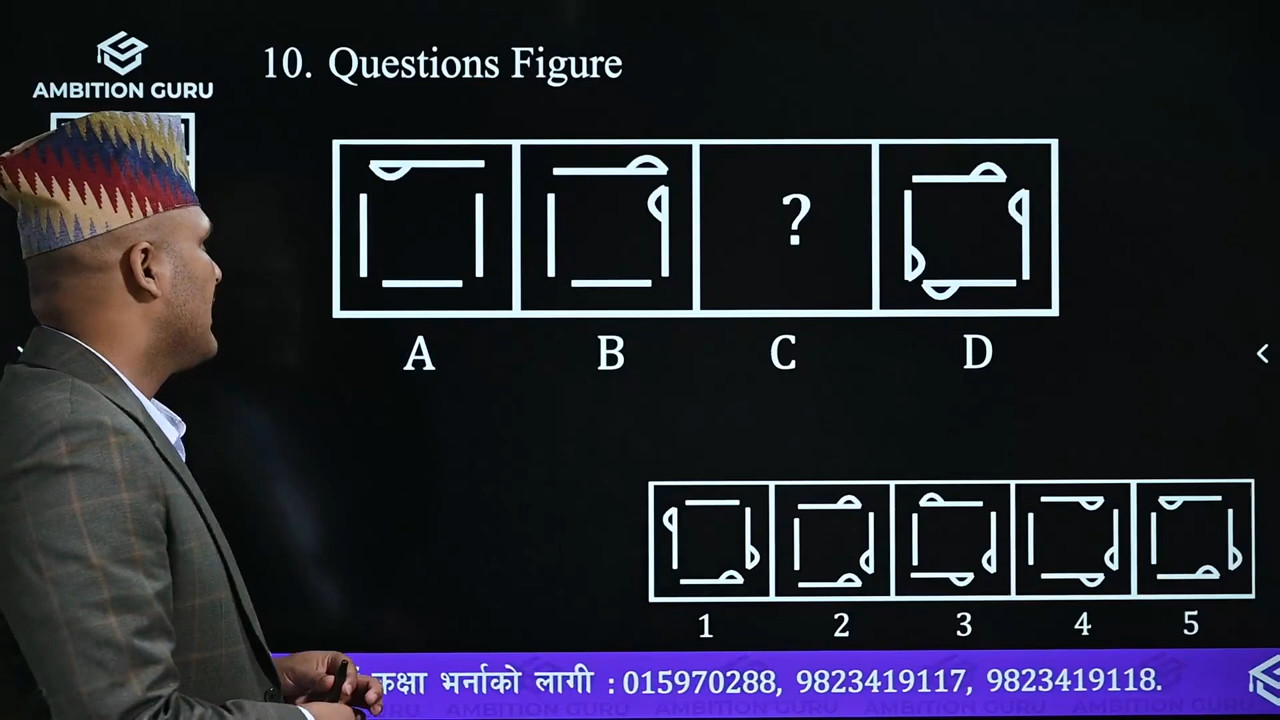 AMBITION GURU
10. Questions Figure
?
A B C D
1 2 3 4 5
कक्षा भर्नाको लागी : 015970288, 9823419117, 9823419118.